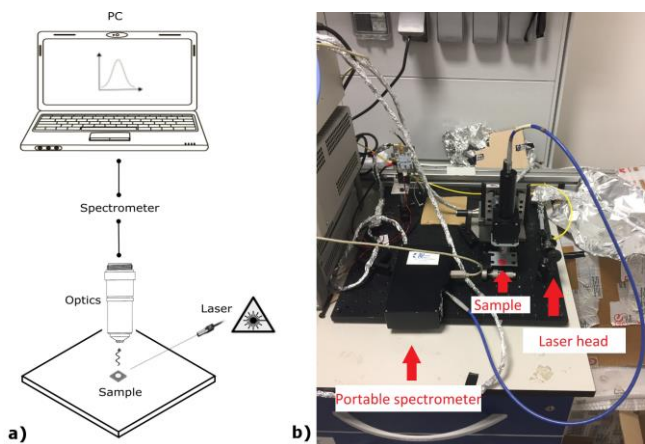 PC
Spectrometer
Optics
Laser
Sample
a)
Sample
Laser head
Portable spectrometer
b)